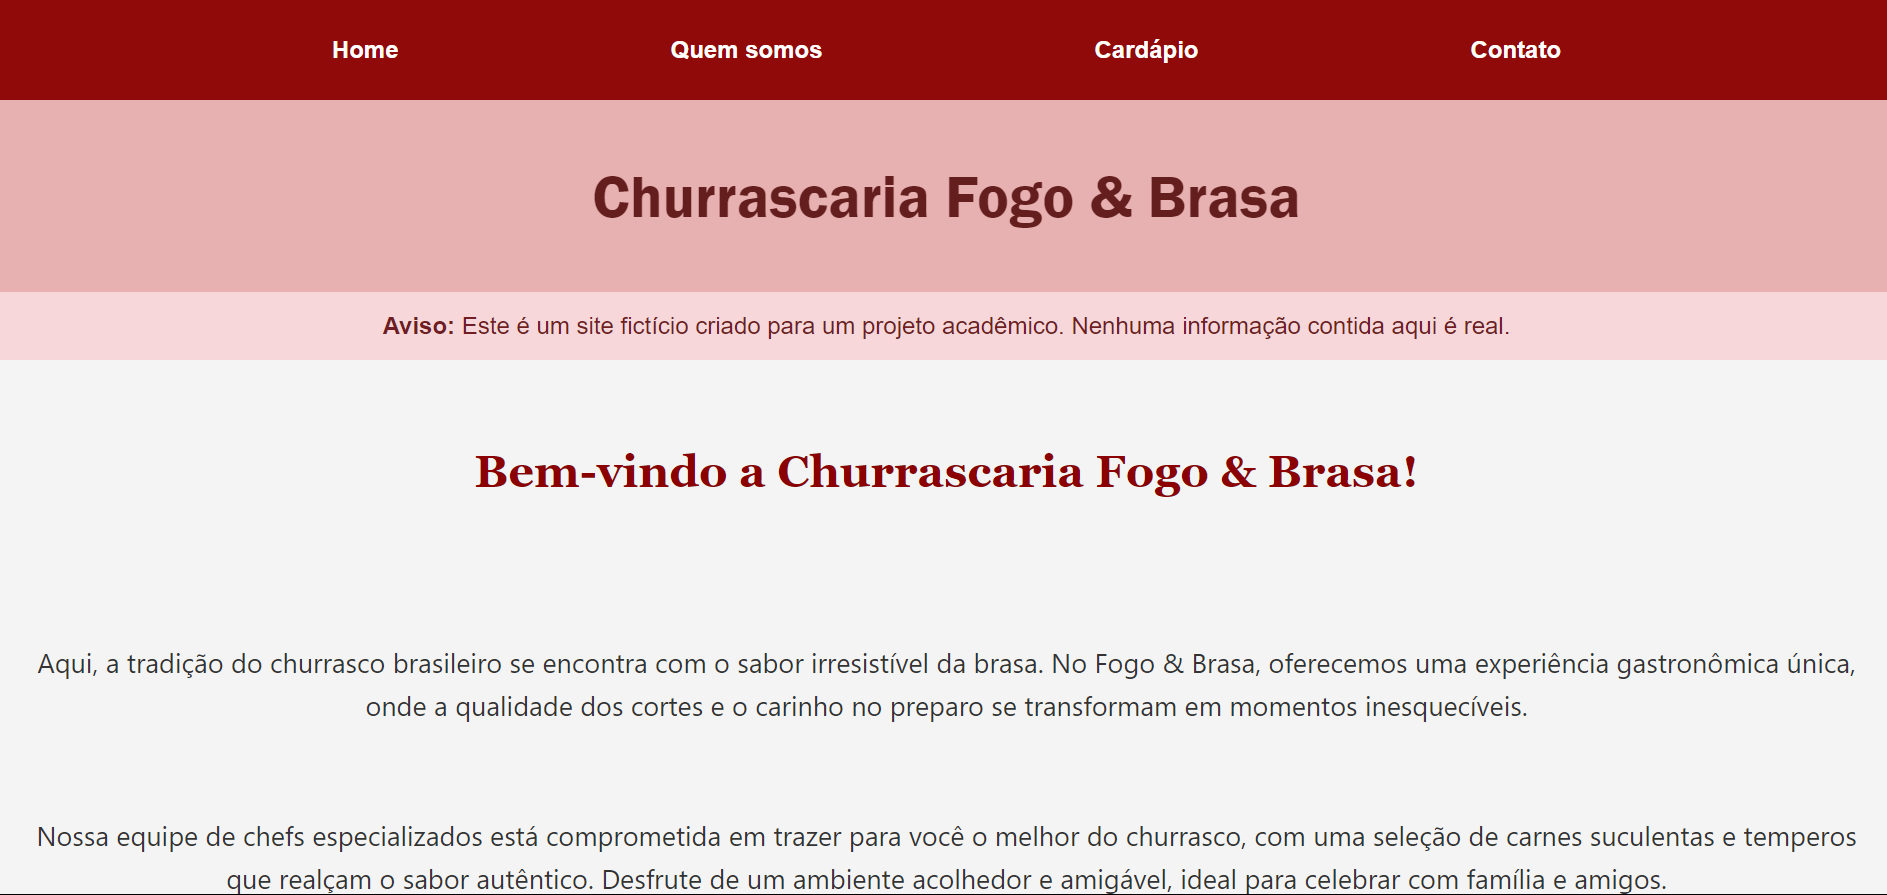 Home Quem somos Cardápio Contato
Churrascaria Fogo & Brasa
Aviso: Este é um site fictício criado para um projeto acadêmico. Nenhuma informação contida aqui é real.
Bem-vindo a Churrascaria Fogo & Brasa!
Aqui, a tradição do churrasco brasileiro se encontra com o sabor irresistível da brasa. No Fogo & Brasa, oferecemos uma experiência gastronômica única,
onde a qualidade dos cortes e o carinho no preparo se transformam em momentos inesquecíveis.
Nossa equipe de chefs especializados está comprometida em trazer para você o melhor do churrasco, com uma seleção de carnes suculentas e temperos
que realçam o sabor autêntico. Desfrute de um ambiente acolhedor e amigável, ideal para celebrar com família e amigos.